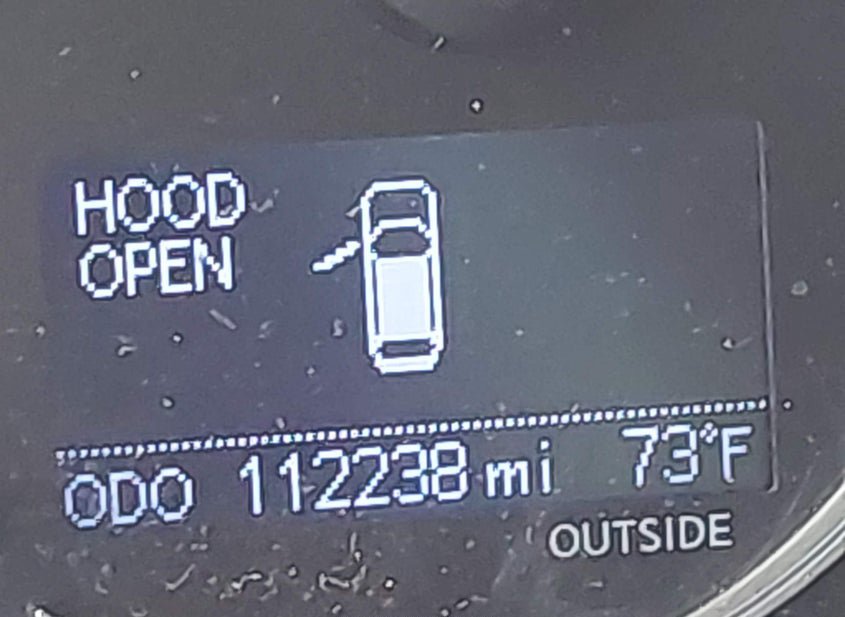 HOOD
OPEN
ODO 112238 mi 73°F
OUTSIDE